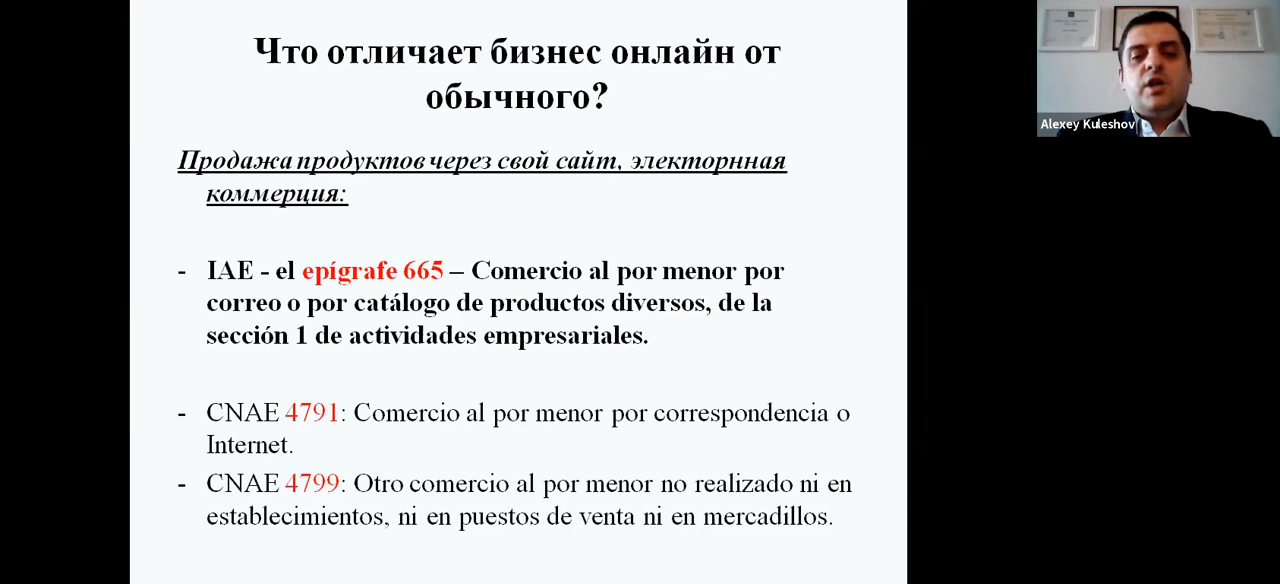 Что отличает бизнес онлайн от
обычного?
Продажа продуктов через свой сайт, электорнная
коммерция:
- IAE - el epígrafe 665 – Comercio al por menor por
correo o por catálogo de productos diversos, de la
sección 1 de actividades empresariales.
- CNAE 4791: Comercio al por menor por correspondencia o
Internet.
- CNAE 4799: Otro comercio al por menor no realizado ni en
establecimientos, ni en puestos de venta ni en mercadillos.
Alexey Kuleshov